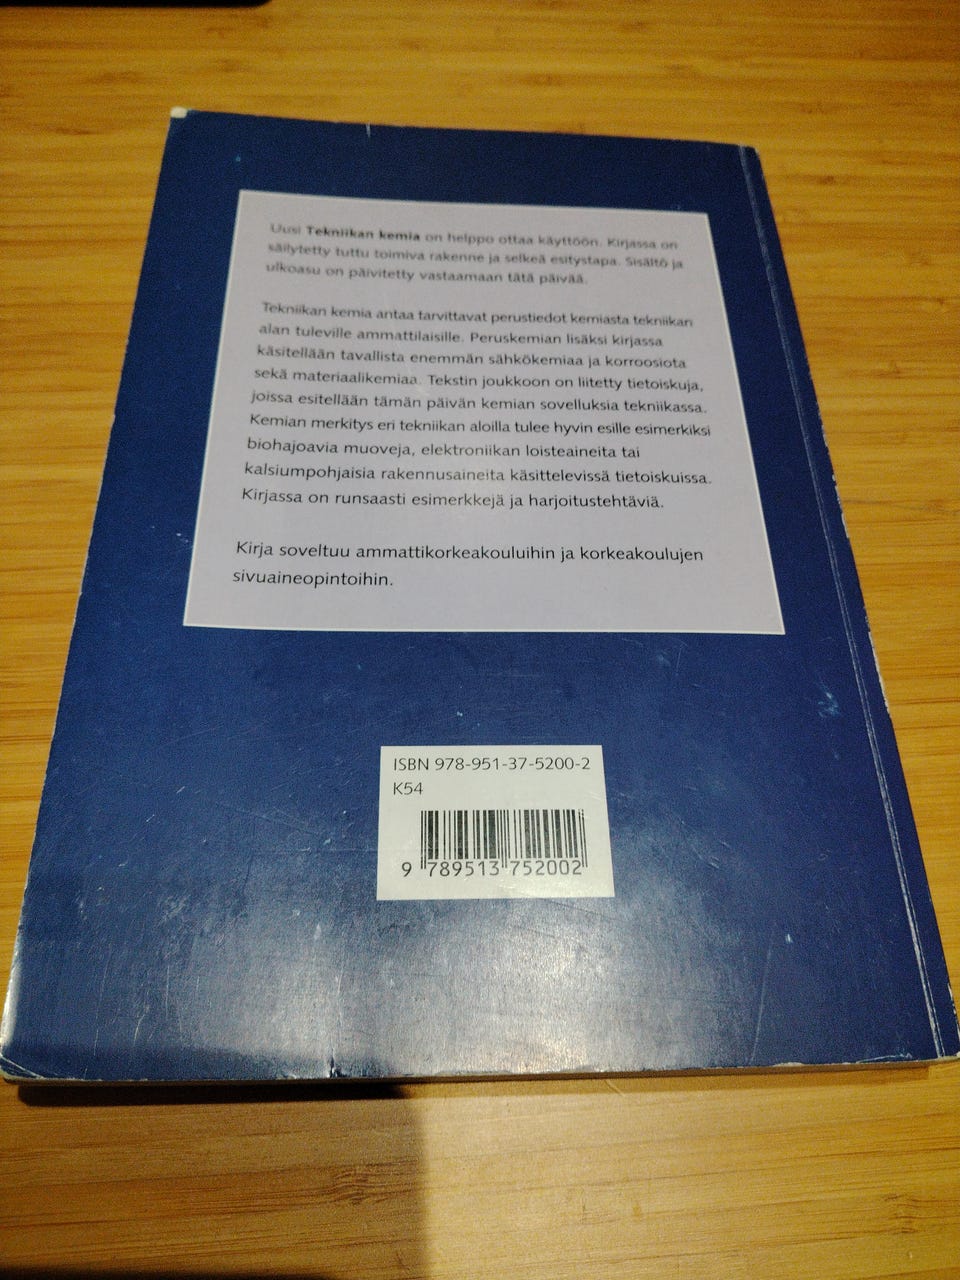 Uusi Tekniikan kemia on helppo ottaa käyttöön. Kirjassa on
säilytetty tuttu toimiva rakenne ja selkeä esitystapa. Sisältö ja
ulkoasu on päivitetty vastaamaan tätä päivää.
Tekniikan kemia antaa tarvittavat perustiedot kemiasta tekniikan
alan tuleville ammattilaisille. Peruskemian lisäksi kirjassa
käsitellään tavallista enemmän sähkökemiaa ja korroosiota
sekä materiaalikemiaa. Tekstin joukkoon on liitetty tietoiskuja,
joissa esitellään tämän päivän kemian sovelluksia tekniikassa.
Kemian merkitys eri tekniikan aloilla tulee hyvin esille esimerkiksi
biohajoavia muoveja, elektroniikan loisteaineita tai
kalsiumpohjaisia rakennusaineita käsittelevissä tietoiskuissa.
Kirjassa on runsaasti esimerkkejä ja harjoitustehtäviä.
Kirja soveltuu ammattikorkeakouluihin ja korkeakoulujen
sivuaineopintoihin.
ISBN 978-951-37-5200-2
K54
9 789513 752002